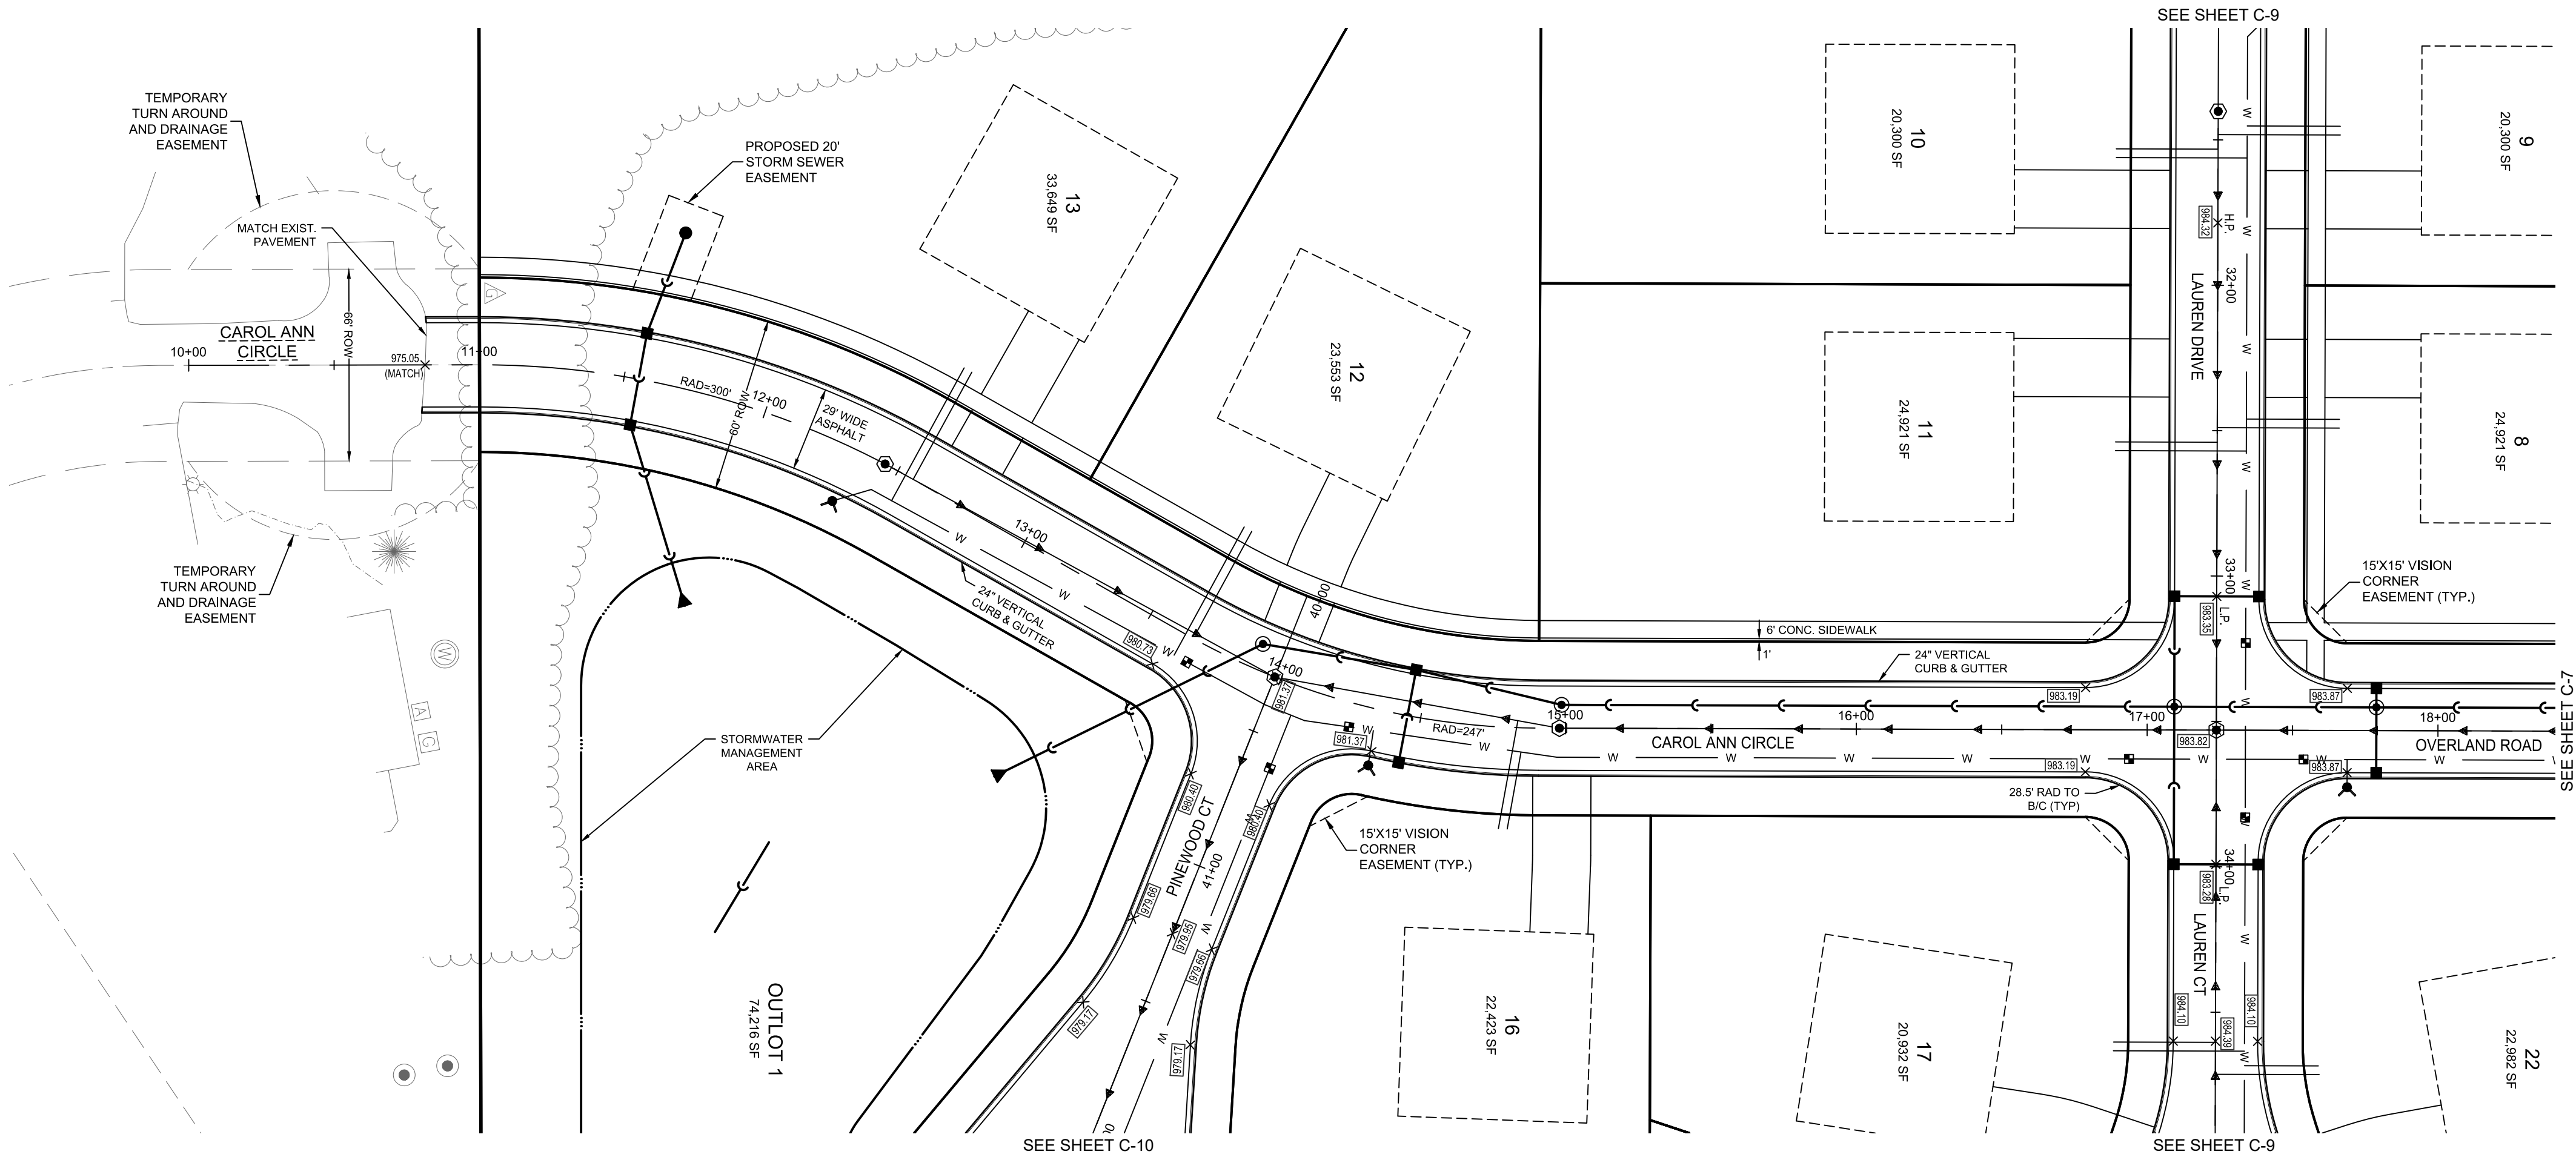 SEE SHEET C-9
TEMPORARY
TURN AROUND
AND DRAINAGE
EASEMENT
MATCH EXIST.
PAVEMENT
PROPOSED 20'
STORM SEWER
EASEMENT
13
33,649 SF
12
23,553 SF
10
20,300 SF
9
20,300 SF
11
24,921 SF
8
24,921 SF
66' ROW
CAROL ANN
CIRCLE
10+00
975.05
(MATCH)
11+00
G
RAD=300'
12+00
60' ROW
29' WIDE
ASPHALT
13+00
W
W
W
24" VERTICAL
CURB & GUTTER
980.73
14+00
981.37
40+00
TEMPORARY
TURN AROUND
AND DRAINAGE
EASEMENT
W
A
G
STORMWATER
MANAGEMENT
AREA
OUTLOT 1
74,216 SF
W
H.P.
984.32
W
32+00
LAUREN DRIVE
W
W
W
33+00
W
L.P.
983.35
15'X15' VISION
CORNER
EASEMENT (TYP.)
6' CONC. SIDEWALK
1'
24" VERTICAL
CURB & GUTTER
983.19
983.87
W
15+00
16+00
17+00
18+00
RAD=247'
981.37
W
CAROL ANN CIRCLE
983.82
OVERLAND ROAD
W
W
W
W
W
W
W
983.19
983.87
28.5' RAD TO
B/C (TYP)
SEE SHEET C-7
980.40
980.40
W
PINEWOOD CT
41+00
979.66
979.95
979.66
W
979.17
979.17
W
15'X15' VISION
CORNER
EASEMENT (TYP.)
16
22,423 SF
17
20,932 SF
22
22,982 SF
W
34+00
L.P.
983.28
LAUREN CT
W
984.10
984.10
984.39
W
SEE SHEET C-10
SEE SHEET C-9